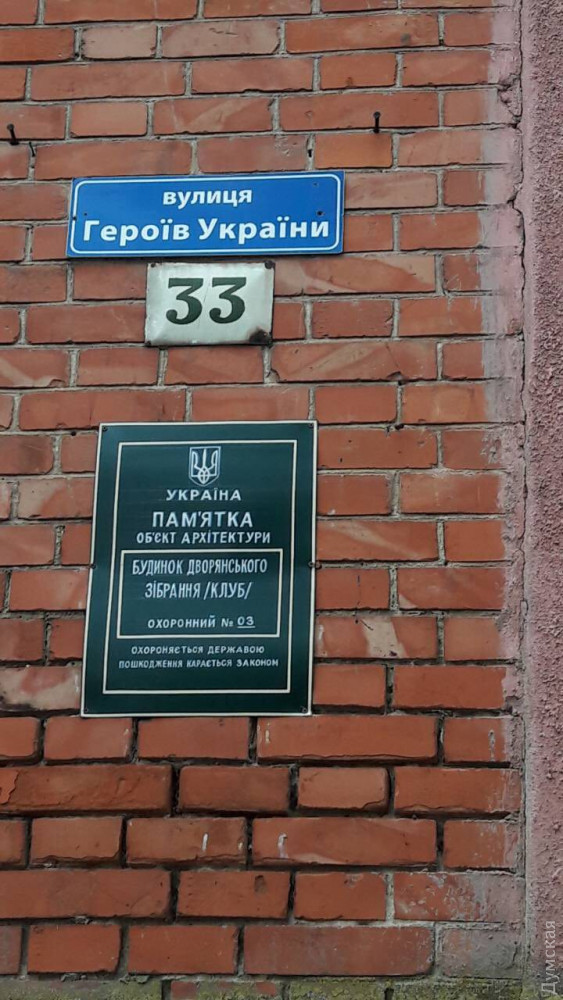 вулиця
Героїв України
33
УКРАЇНА
ПАМ'ЯТКА
ОБ'ЄКТ АРХІТЕКТУРИ
БУДИНОК ДВОРЯНСЬКОГО
ЗІБРАННЯ /КЛУБ/
ОХОРОННИЙ № 03
ОХОРОНЯЄТЬСЯ ДЕРЖАВОЮ
ПОШКОДЖЕННЯ КАРАЄТЬСЯ ЗАКОНОМ
Думская